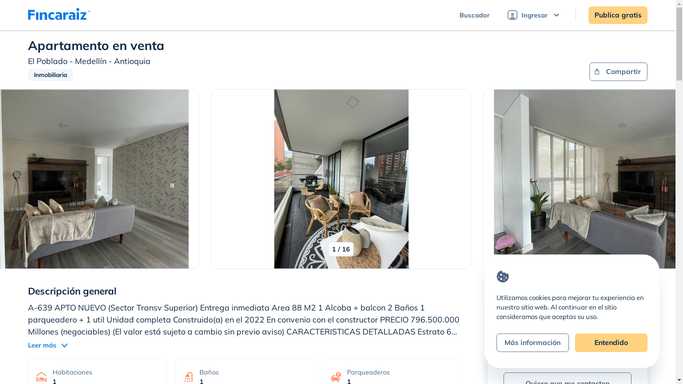 Fincaraiz
Buscador
Ingresar
Publica gratis
Apartamento en venta
El Poblado - Medellín - Antioquia
Inmobiliaria
Compartir
1 / 16
Descripción general
A-639 APTO NUEVO (Sector Transv Superior) Entrega inmediata Area 88 M2 1 Alcoba + balcon 2 Baños 1
parqueadero + 1 util Unidad completa Construido(a) en el 2022 En convenio con el constructor PRECIO 796.500.000
Millones (negociables) (El valor está sujeto a cambio sin previo aviso) CARACTERISTICAS DETALLADAS Estrato 6...
Leer más
Habitaciones
1
Baños
1
Parqueaderos
1
Utilizamos cookies para mejorar tu experiencia en
nuestro sitio web. Al continuar en el sitio
consideramos que aceptas su uso.
Más información
Entendido
Quiero que me contacten